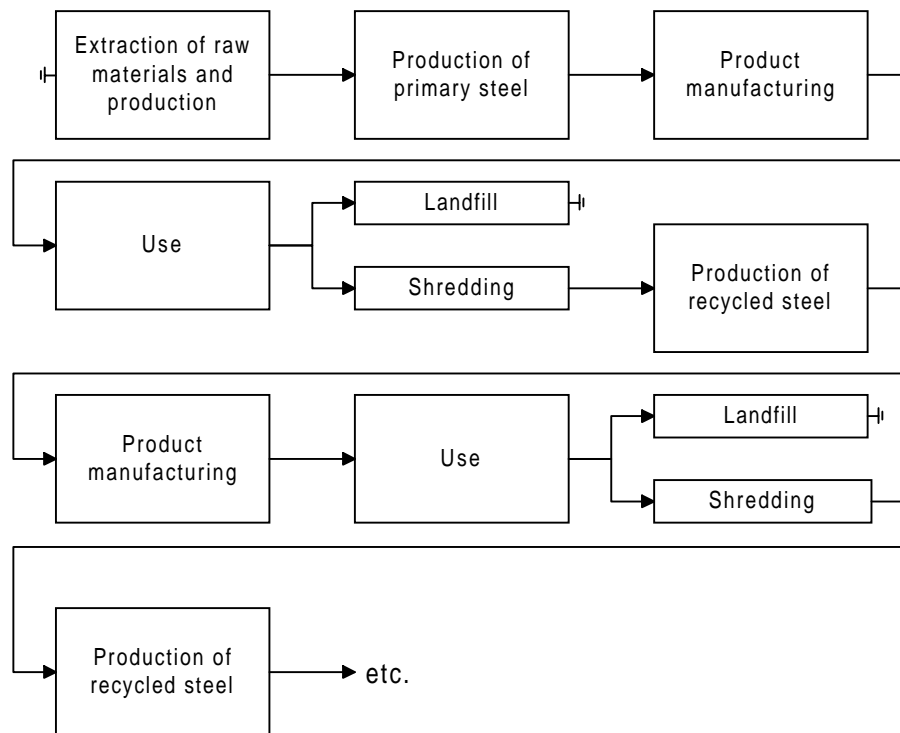 Extraction of raw
materials and
production
Production of
primary steel
Product
manufacturing
Use
Landfill
Shredding
Production of
recycled steel
Product
manufacturing
Use
Landfill
Shredding
Production of
recycled steel
etc.